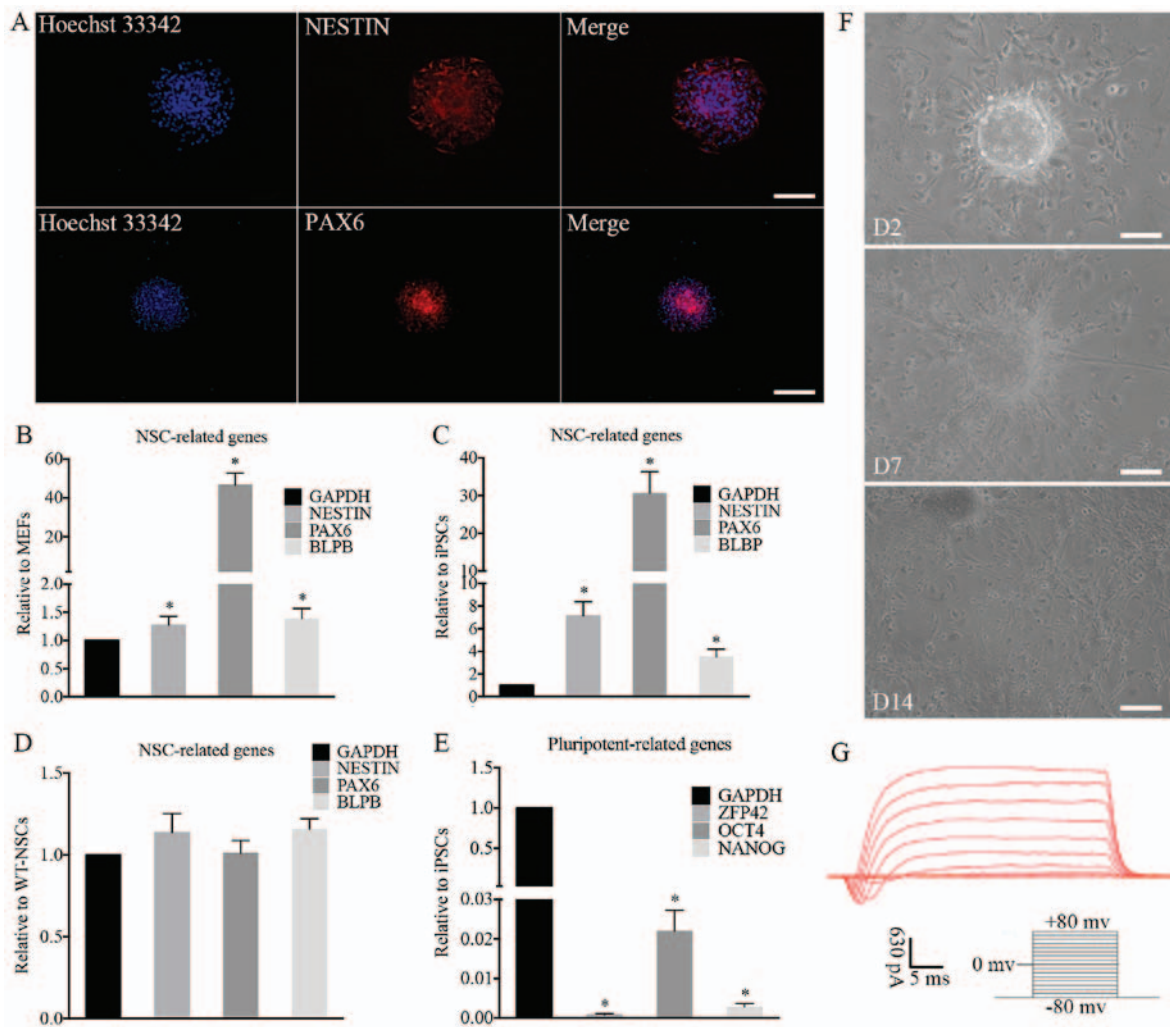 A
Hoechst 33342
NESTIN
Merge
Hoechst 33342
PAX6
Merge
F
D2
D7
D14
B
NSC-related genes
Relative to MEFs
60
40
20
2.0
1.5
1.0
0.5
0.0
*
*
*
GAPDH
NESTIN
PAX6
BLPB
C
NSC-related genes
Relative to iPSCs
40
30
20
10
10
8
6
4
2
0
*
*
*
GAPDH
NESTIN
PAX6
BLBP
D
NSC-related genes
Relative to WT-NSCs
1.5
1.0
0.5
0.0
GAPDH
NESTIN
PAX6
BLPB
E
Pluripotent-related genes
Relative to iPSCs
1.5
1.0
0.5
0.03
0.02
0.01
0.00
*
*
*
GAPDH
ZFP42
OCT4
NANOG
G
630 pA
5 ms
+80 mv
0 mv
-80 mv